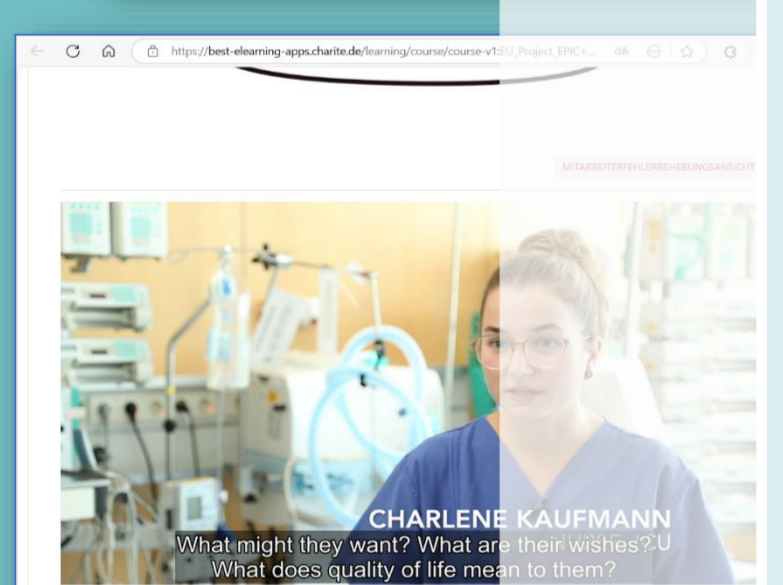 https://best-elearning-apps.charite.de/learning/course/course-v1:EU_Project_EPIC+...
MITARBEITERFEHLERBEHEBUNGSANSICHT
CHARLENE KAUFMANN
What might they want? What are their wishes?
What does quality of life mean to them?